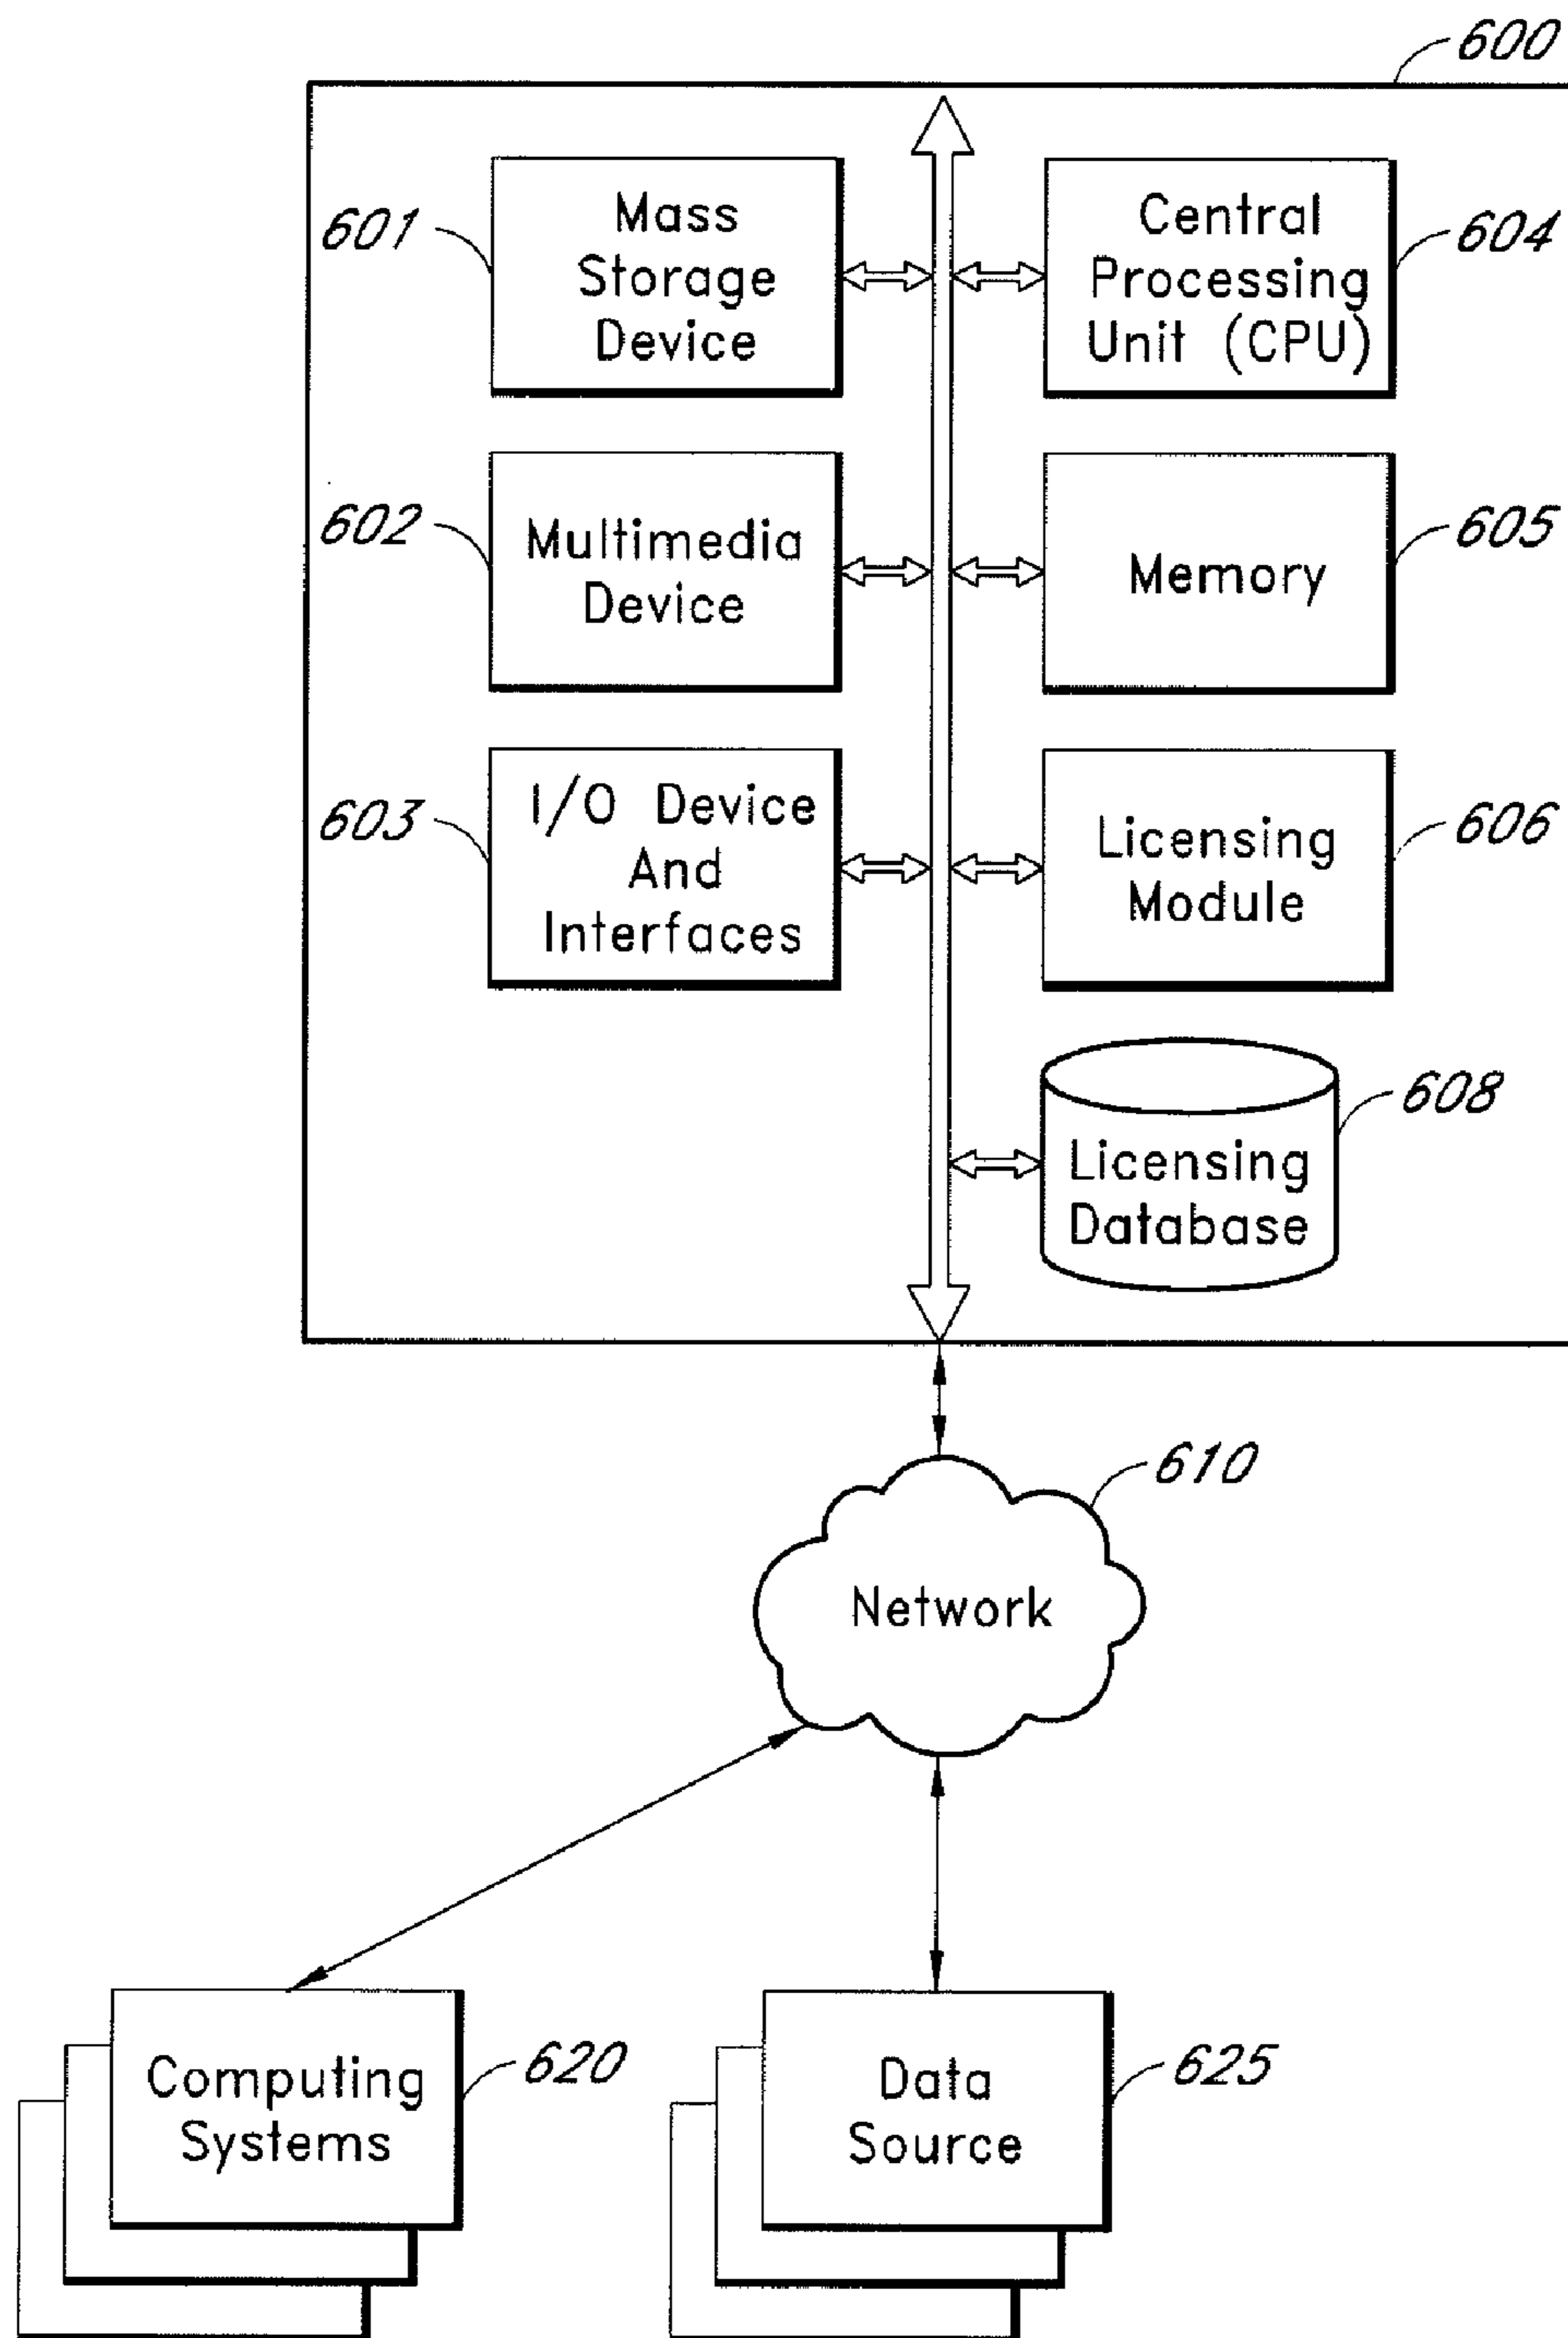 600
601
Mass
Storage
Device
Central
Processing
Unit (CPU)
604
602
Multimedia
Device
Memory
605
603
I/O Device
And
Interfaces
Licensing
Module
606
Licensing
Database
608
610
Network
Computing
Systems
620
Data
Source
625